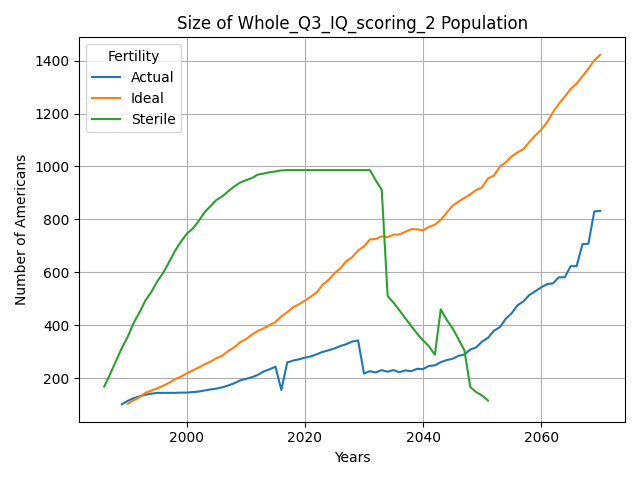 Size of Whole_Q3_IQ_scoring_2 Population
Fertility
Actual
Ideal
Sterile
Number of Americans
1400
1200
1000
800
600
400
200
2000
2020
2040
2060
Years